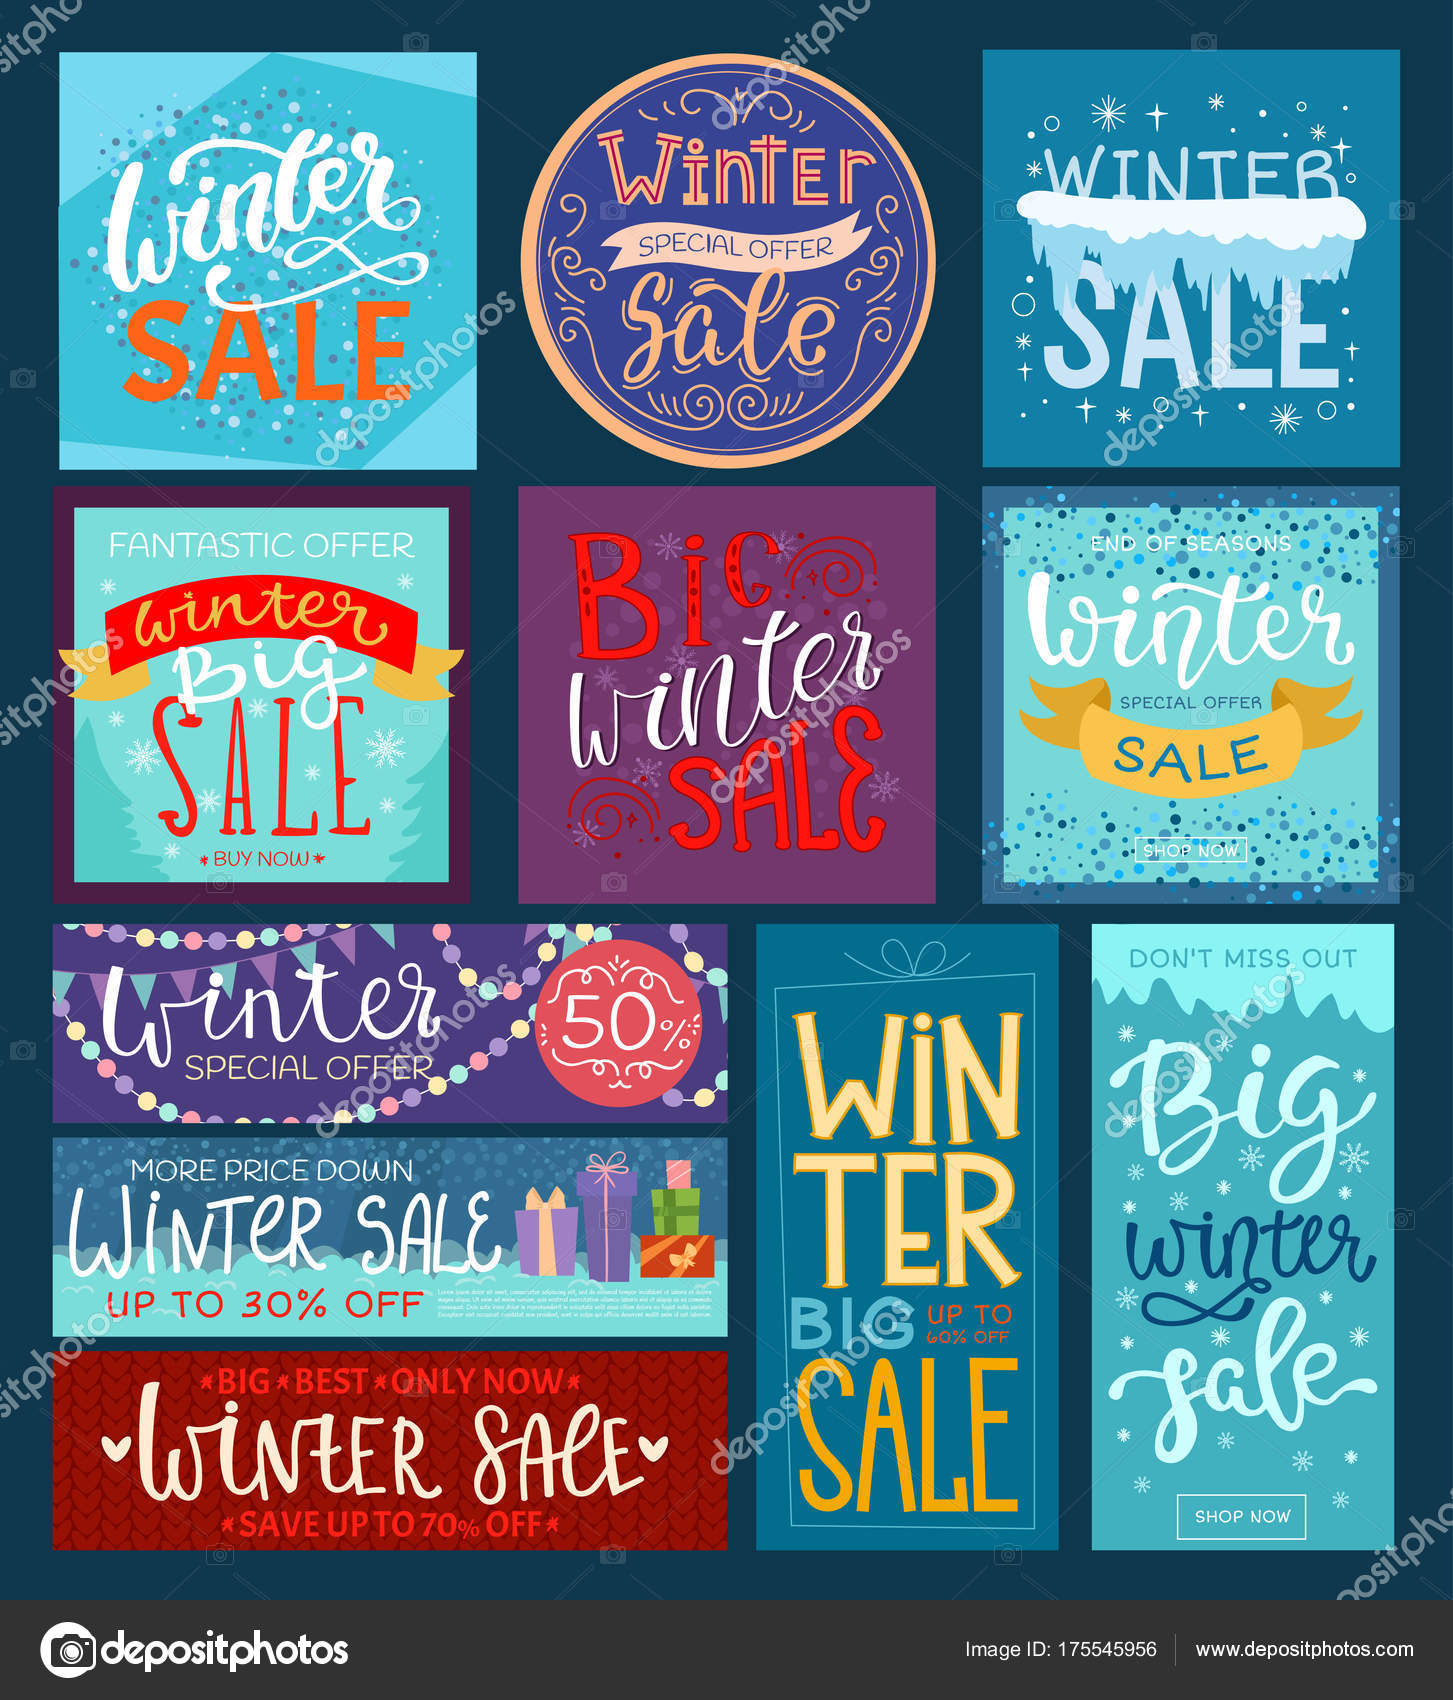 Winter
SALE
Winter
SPECIAL OFFER
Sale
WINTER
SALE
FANTASTIC OFFER
winter
Big
SALE
*BUY NOW*
BiG
winter
SALE
END OF SEASONS
Winter
SPECIAL OFFER
SALE
SHOP NOW
Winter
SPECIAL OFFER
50%
MORE PRICE DOWN
WiNTER SALE
UP TO 30% OFF
*BIG *BEST *ONLY NOW*
WiNTER SALE
*SAVE UP TO 70% OFF*
WiN
TER
BIG
UP TO
60% OFF
SALE
DON'T MISS OUT
Big
winter
sale
SHOP NOW
depositphotos
Image ID: 175545956
www.depositphotos.com